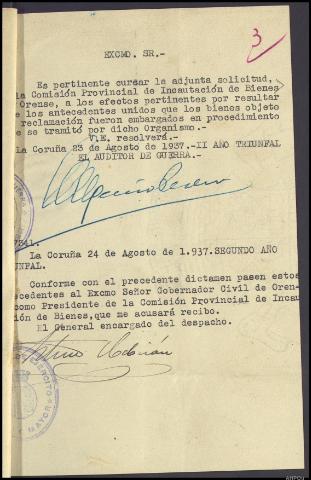 3
EXCMO. SR.-
Es pertinente cursar la adjunta solicitud,
la Comisión Provincial de Incautación de Bienes
Orense, a los efectos pertinentes por resultar
e los antecedentes unidos que los bienes objeto
reclamación fueron embargados en procedimiento
e se tramitó por dicho Organismo.-
V.E. resolverá.
La Coruña 23 de Agosto de 1937.-II AÑO TRIUNFAL
EL AUDITOR DE GUERRA.-
7541.
La Coruña 24 de Agosto de 1.937.SEGUNDO AÑO
UNFAL.
Conforme con el precedente dictamen pasen estos
ecedentes al Excmo Señor Gobernador Civil de Oren-
como Presidente de la Comisión Provincial de Incau
ión de Bienes,que me acusará recibo.
El General encargado del despacho.
EJERCITO
MAYOR